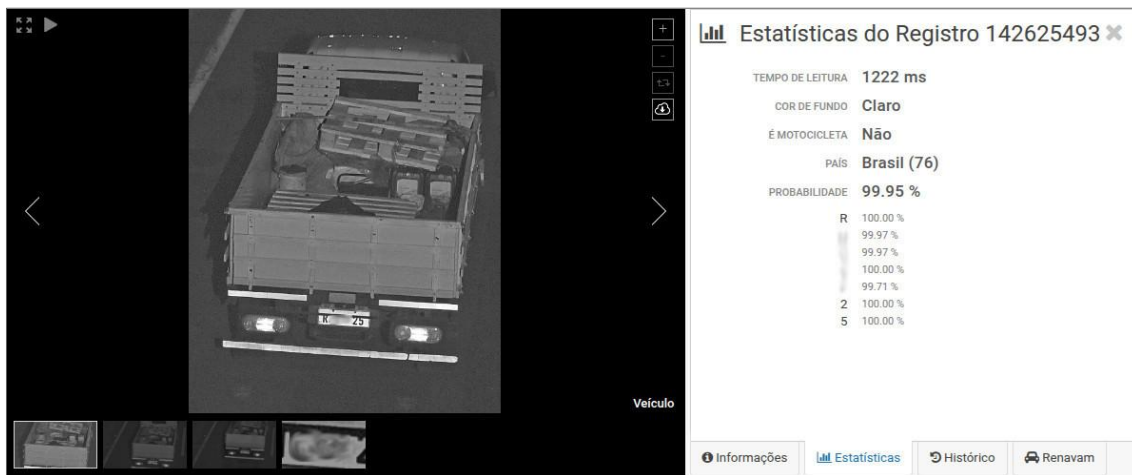 Estatísticas do Registro 142625493
TEMPO DE LEITURA 1222 ms
COR DE FUNDO Claro
É MOTOCICLETA Não
PAÍS Brasil (76)
PROBABILIDADE 99.95 %
R 100.00 %
99.97 %
99.97 %
100.00 %
99.71 %
2 100.00 %
5 100.00 %
R 25
Veículo
Informações Estatísticas Histórico Renavam